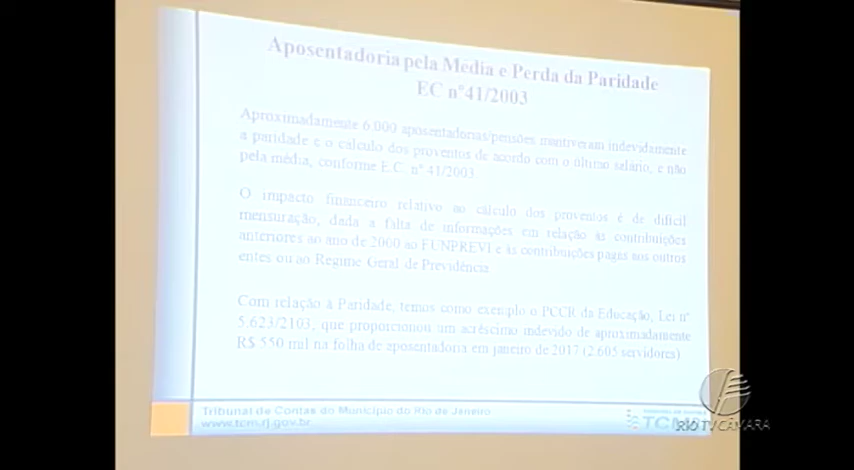 Aposentadoria pela Média e Perda da Paridade
EC nº41/2003
Aproximadamente 6.000 aposentadorias/pensões mantiveram indevidamente
a paridade e o cálculo dos proventos de acordo com o último salário, e não
pela média, conforme E.C. nº 41/2003.
O impacto financeiro relativo ao cálculo dos proventos é de difícil
mensuração, dada a falta de informações em relação às contribuições
anteriores ao ano de 2000 ao FUNPREVI e às contribuições pagas aos outros
entes ou ao Regime Geral de Previdência
Com relação à Paridade, temos como exemplo o PCCR da Educação, Lei nº
5.623/2103, que proporcionou um acréscimo indevido de aproximadamente
R$ 550 mil na folha de aposentadoria em janeiro de 2017 (2.605 servidores)
Tribunal de Contas do Município do Rio de Janeiro
www.tcm.rj.gov.br
RIO TV CÂMARA